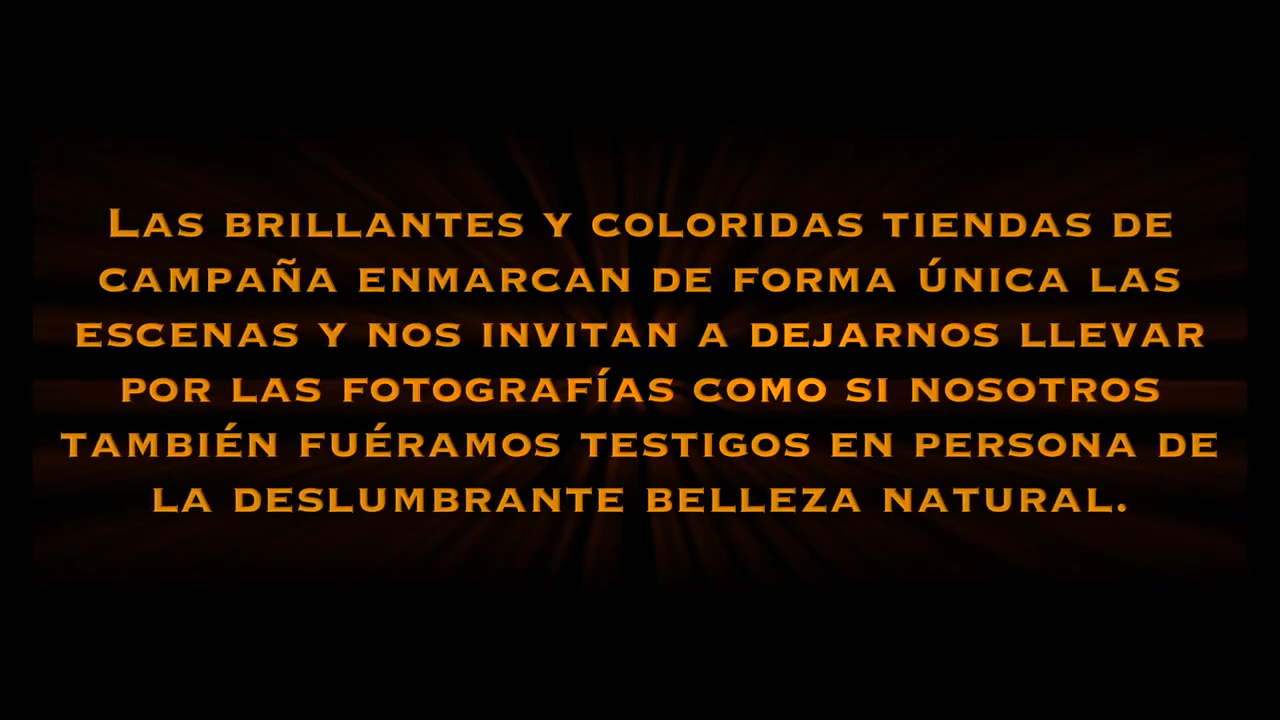 Las brillantes y coloridas tiendas de
campaña enmarcan de forma única las
escenas y nos invitan a dejarnos llevar
por las fotografías como si nosotros
también fuéramos testigos en persona de
la deslumbrante belleza natural.